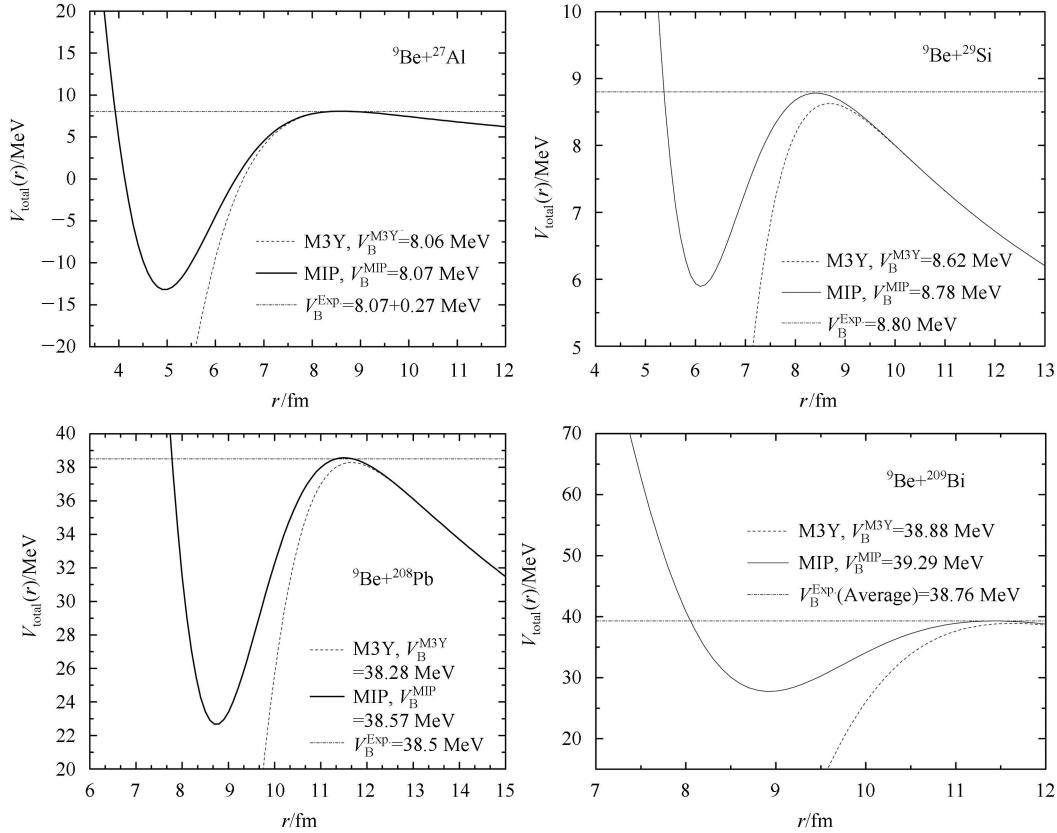 20
15
10
5
0
−5
−10
−15
−20
V_total(r)/MeV
⁹Be+²⁷Al
M3Y, V_B^M3Y=8.06 MeV
MIP, V_B^MIP=8.07 MeV
V_B^Exp.=8.07+0.27 MeV
4 5 6 7 8 9 10 11 12
r/fm
10
9
8
7
6
5
V_total(r)/MeV
⁹Be+²⁹Si
M3Y, V_B^M3Y=8.62 MeV
MIP, V_B^MIP=8.78 MeV
V_B^Exp.=8.80 MeV
4 5 6 7 8 9 10 11 12 13
r/fm
40
38
36
34
32
30
28
26
24
22
20
V_total(r)/MeV
⁹Be+²⁰⁸Pb
M3Y, V_B^M3Y
=38.28 MeV
MIP, V_B^MIP
=38.57 MeV
V_B^Exp.=38.5 MeV
6 7 8 9 10 11 12 13 14 15
r/fm
70
60
50
40
30
20
V_total(r)/MeV
⁹Be+²⁰⁹Bi
M3Y, V_B^M3Y=38.88 MeV
MIP, V_B^MIP=39.29 MeV
V_B^Exp.(Average)=38.76 MeV
7 8 9 10 11 12
r/fm